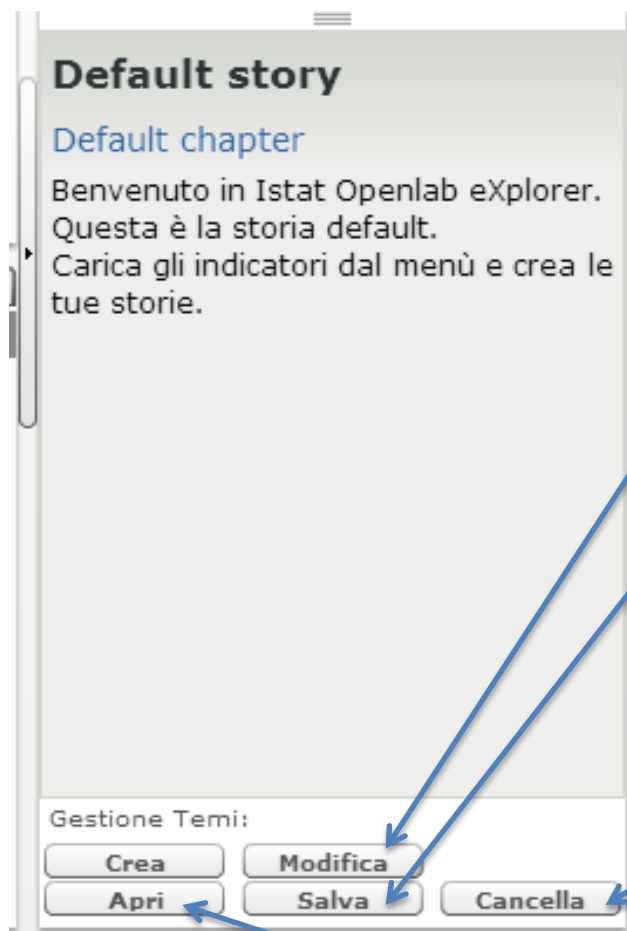 Default story
Default chapter
Benvenuto in Istat Openlab eXplorer.
Questa è la storia default.
Carica gli indicatori dal menù e crea le
tue storie.
Gestione Temi:
Crea Modifica
Apri Salva Cancella